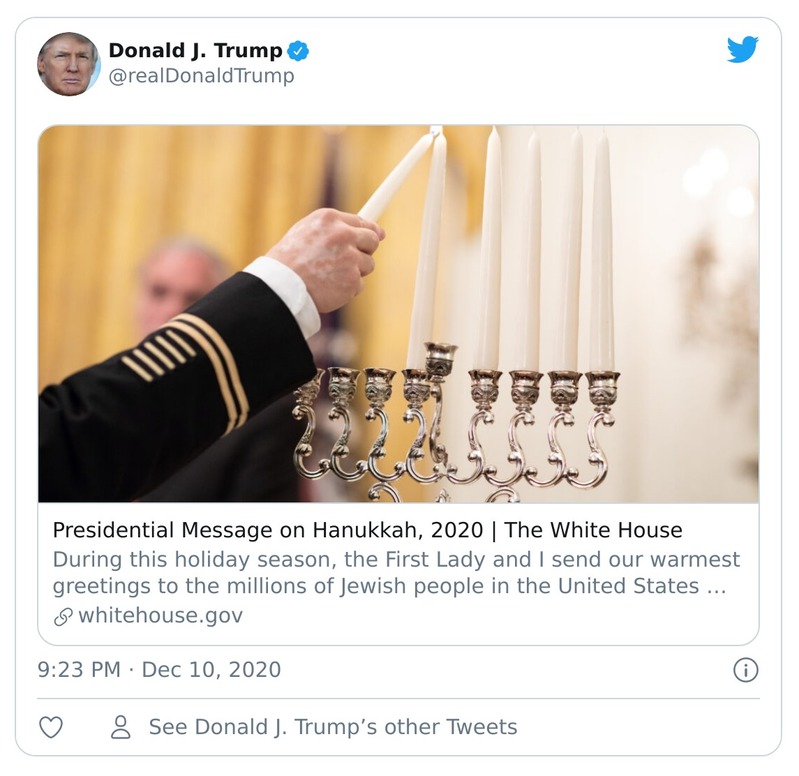 Donald J. Trump
@realDonaldTrump
Presidential Message on Hanukkah, 2020 | The White House
During this holiday season, the First Lady and I send our warmest
greetings to the millions of Jewish people in the United States ...
whitehouse.gov
9:23 PM · Dec 10, 2020
See Donald J. Trump’s other Tweets